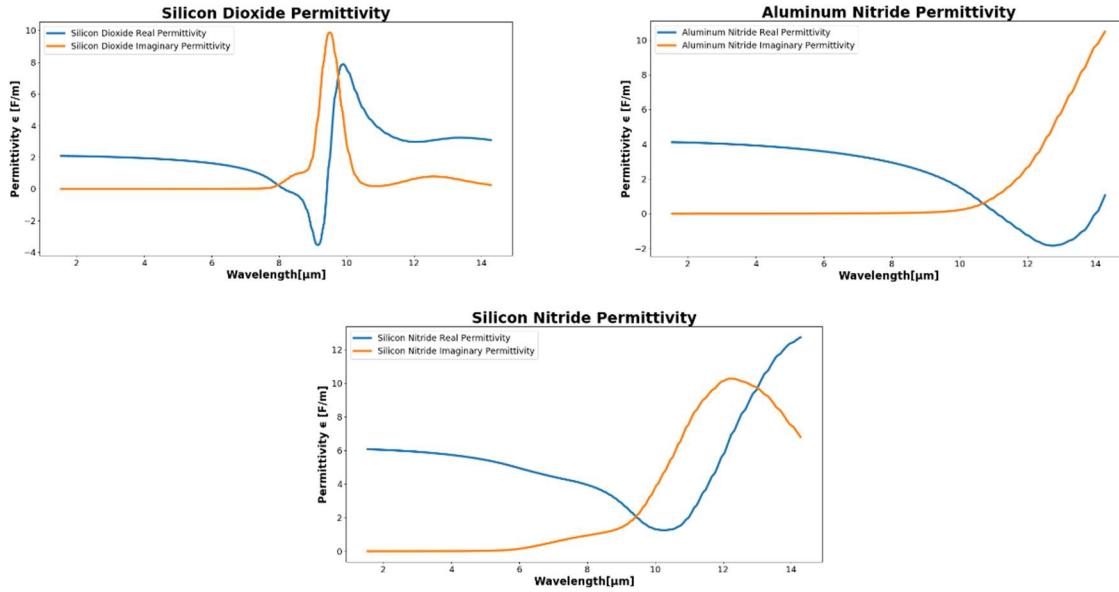 Silicon Dioxide Permittivity
Silicon Dioxide Real Permittivity
Silicon Dioxide Imaginary Permittivity
Permittivity ϵ [F/m]
10
8
6
4
2
0
−2
−4
2 4 6 8 10 12 14
Wavelength[μm]
Aluminum Nitride Permittivity
Aluminum Nitride Real Permittivity
Aluminum Nitride Imaginary Permittivity
Permittivity ϵ [F/m]
10
8
6
4
2
0
−2
2 4 6 8 10 12 14
Wavelength[μm]
Silicon Nitride Permittivity
Silicon Nitride Real Permittivity
Silicon Nitride Imaginary Permittivity
Permittivity ϵ [F/m]
12
10
8
6
4
2
0
2 4 6 8 10 12 14
Wavelength[μm]